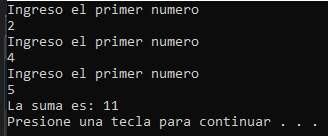 Ingreso el primer numero
2
Ingreso el primer numero
4
Ingreso el primer numero
5
La suma es: 11
Presione una tecla para continuar . . .